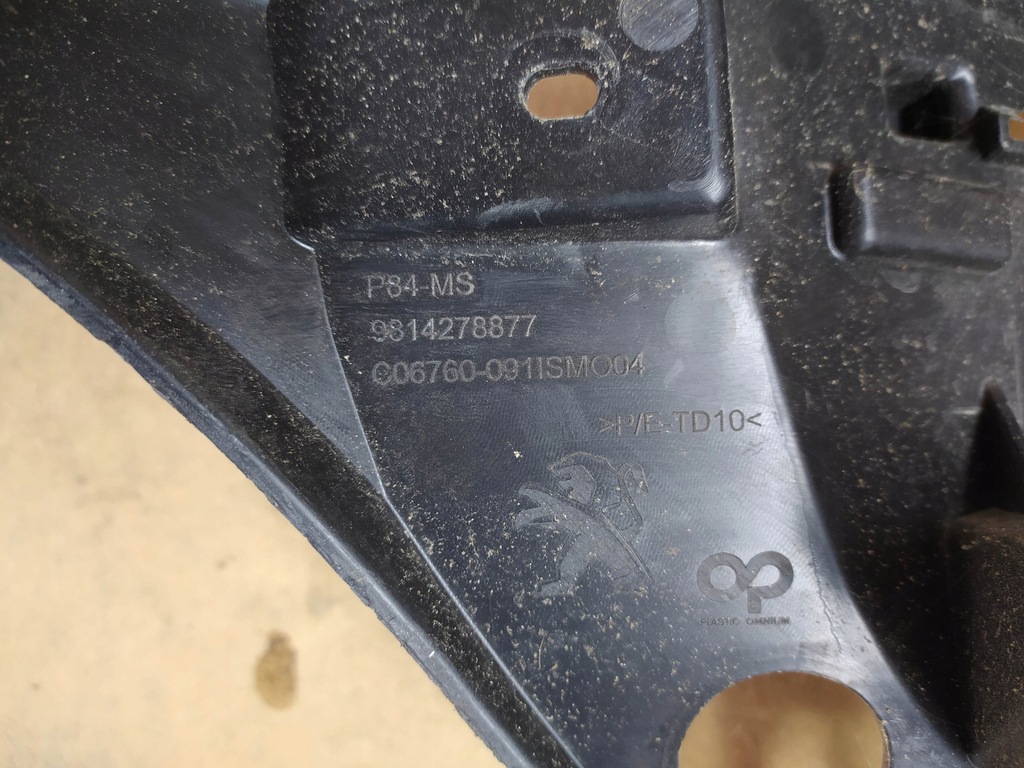 P84-MS
9814278877
C06760-091ISMO04
>P/E-TD10<
PLASTIC OMNIUM